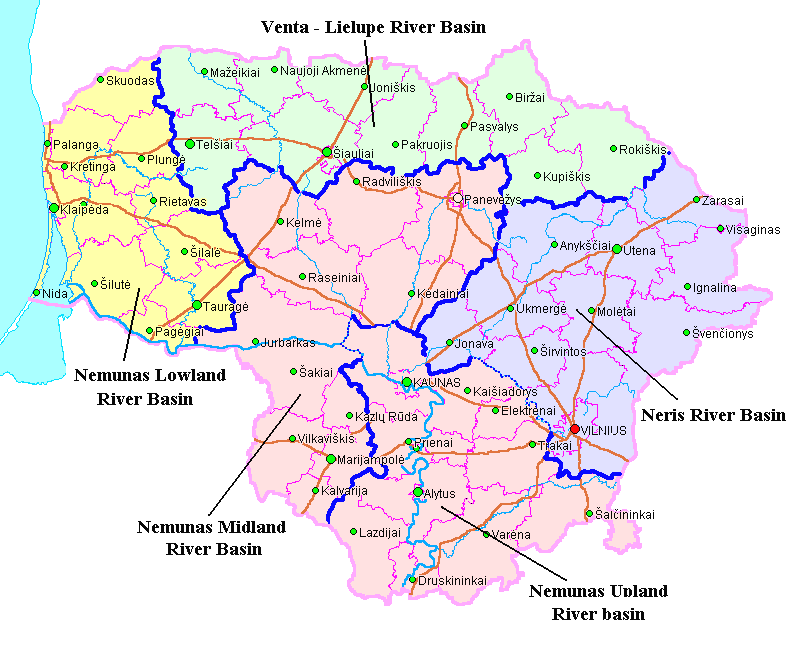 Venta - Lielupe River Basin
Skuodas
Mažeikiai
Naujoji Akmenė
Joniškis
Biržai
Palanga
Kretinga
Plungė
Telšiai
Šiauliai
Pakruojis
Pasvalys
Rokiškis
Radviliškis
Kupiškis
Klaipėda
Rietavas
Panevėžys
Zarasai
Kelmė
Visaginas
Šilalė
Anykščiai
Utena
Raseiniai
Nida
Šilutė
Kėdainiai
Ignalina
Tauragė
Ukmergė
Molėtai
Pagėgiai
Švenčionys
Jurbarkas
Jonava
Širvintos
Nemunas Lowland
River Basin
Šakiai
KAUNAS
Kaišiadorys
Kazlų Rūda
Elektrėnai
Neris River Basin
Vilkaviškis
Prienai
VILNIUS
Trakai
Marijampolė
Kalvarija
Alytus
Nemunas Midland
River Basin
Šalčininkai
Lazdijai
Varėna
Druskininkai
Nemunas Upland
River basin